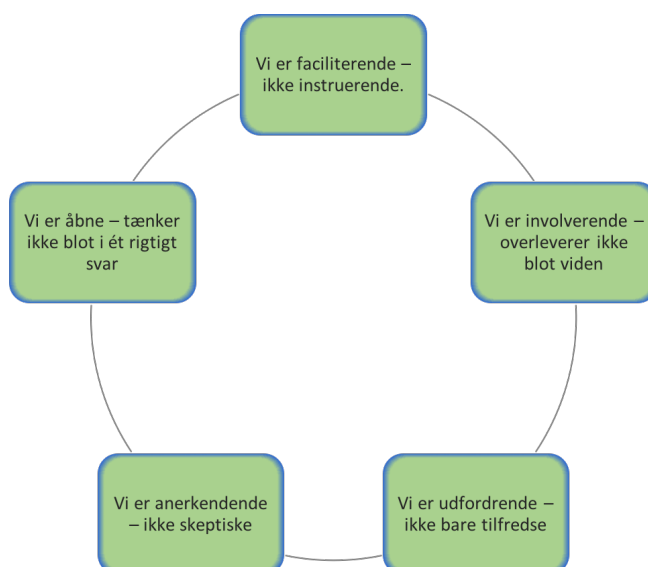 Vi er faciliterende –
ikke instruerende.
Vi er involverende –
overleverer ikke
blot viden
Vi er udfordrende –
ikke bare tilfredse
Vi er anerkendende
– ikke skeptiske
Vi er åbne – tænker
ikke blot i ét rigtigt
svar